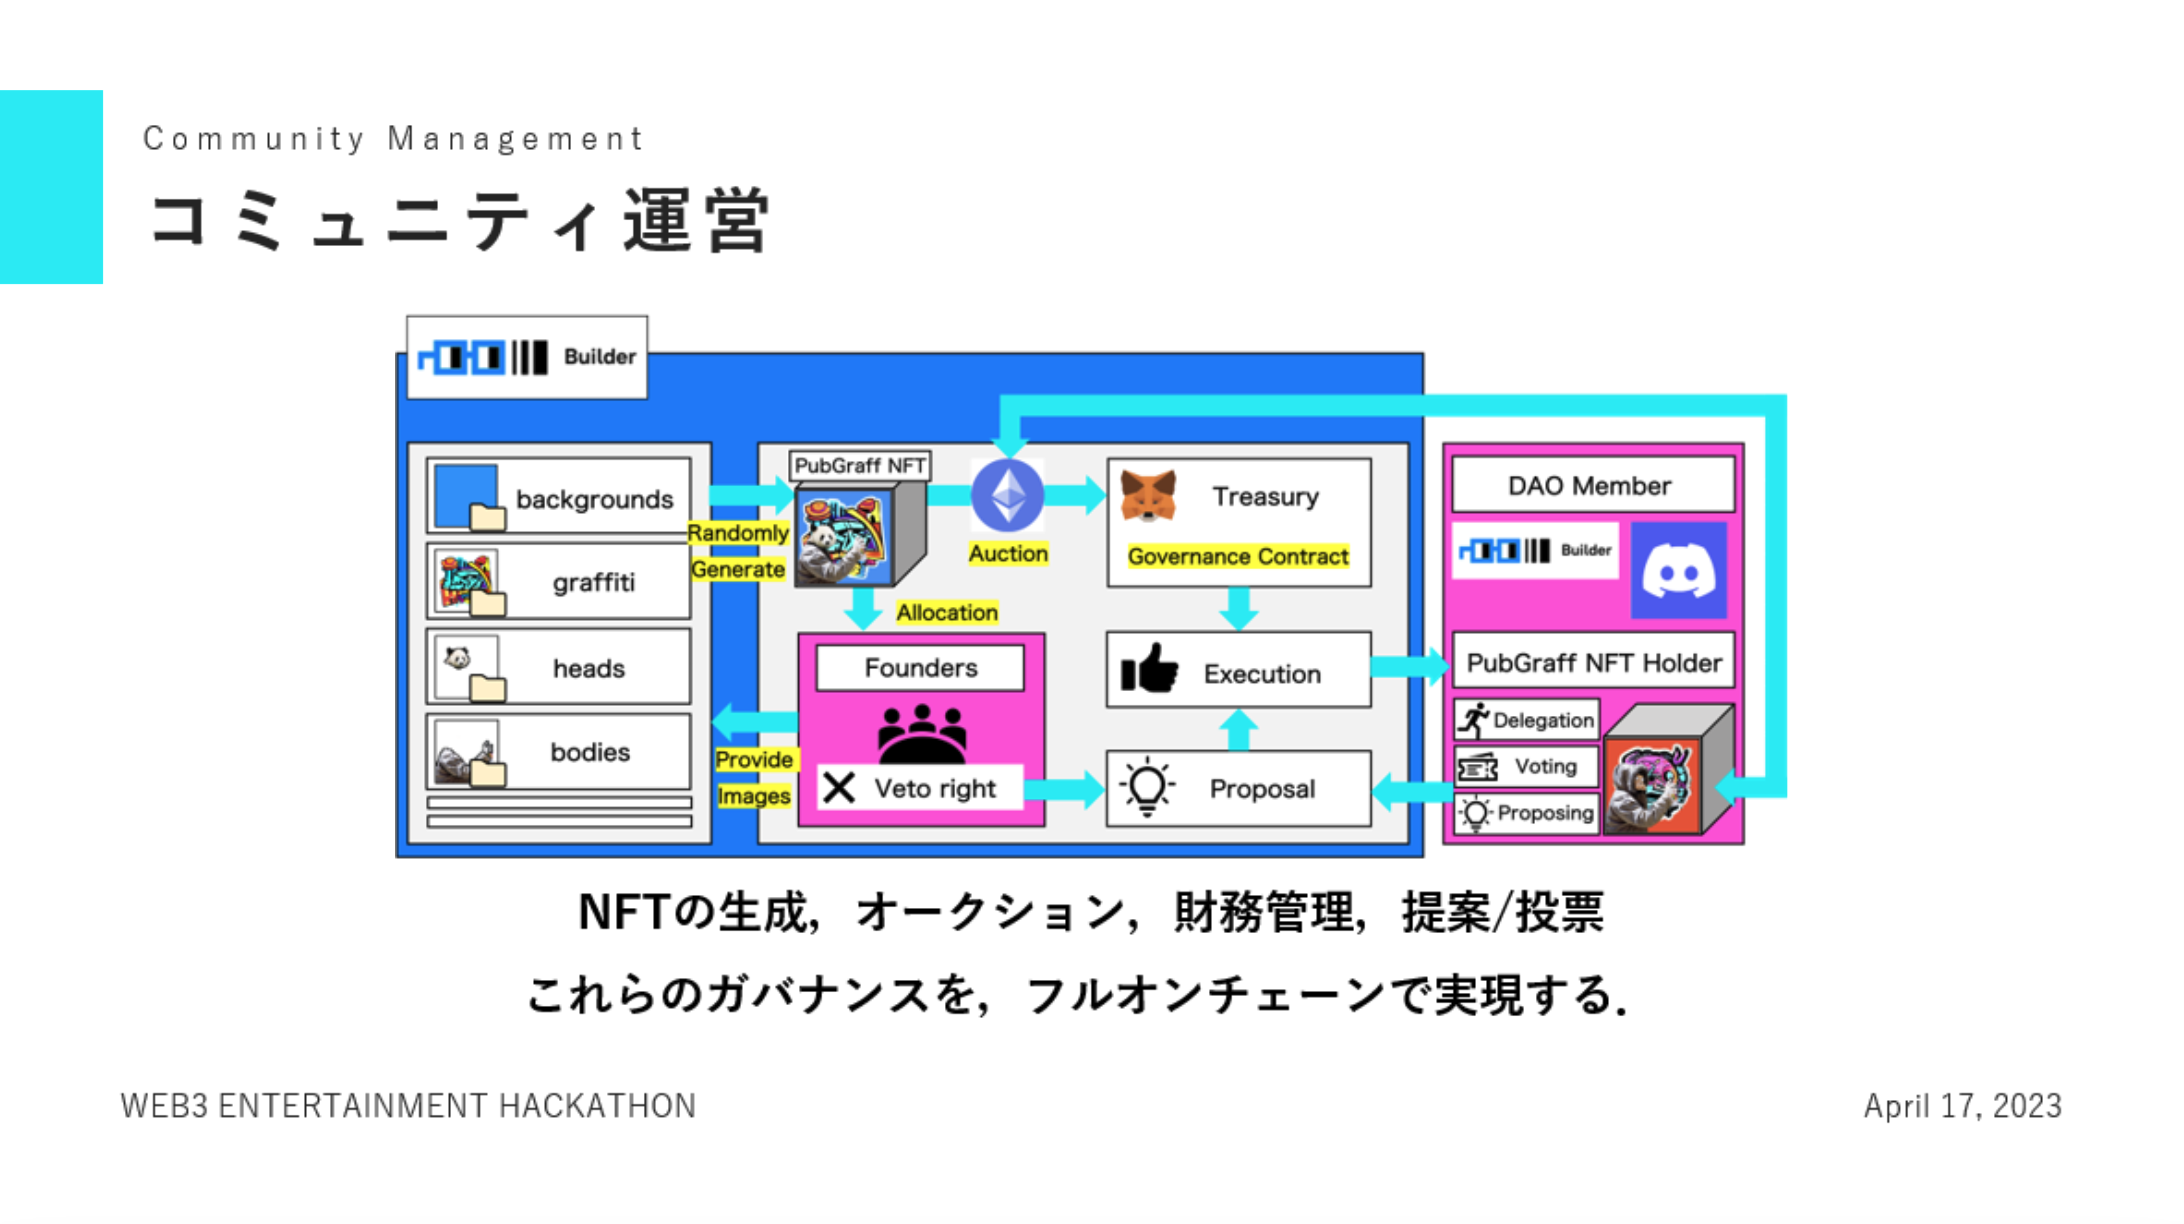 Community Management
コミュニティ運営
Builder
backgrounds
graffiti
heads
bodies
Randomly
Generate
Provide
Images
PubGraff NFT
Auction
Allocation
Founders
Veto right
Treasury
Governance Contract
Execution
Proposal
DAO Member
Builder
PubGraff NFT Holder
Delegation
Voting
Proposing
NFTの生成，オークション，財務管理，提案/投票
これらのガバナンスを，フルオンチェーンで実現する．
WEB3 ENTERTAINMENT HACKATHON
April 17, 2023